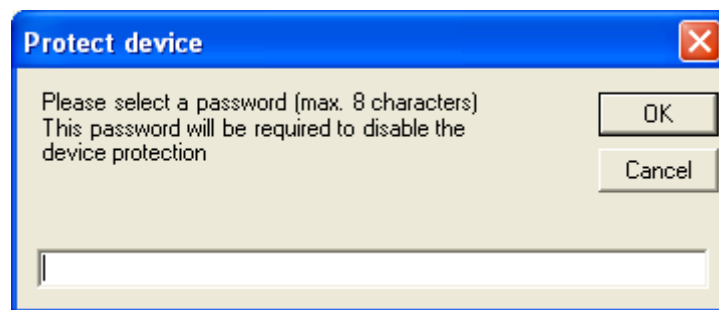 Protect device
Please select a password (max. 8 characters)
This password will be required to disable the
device protection
OK
Cancel